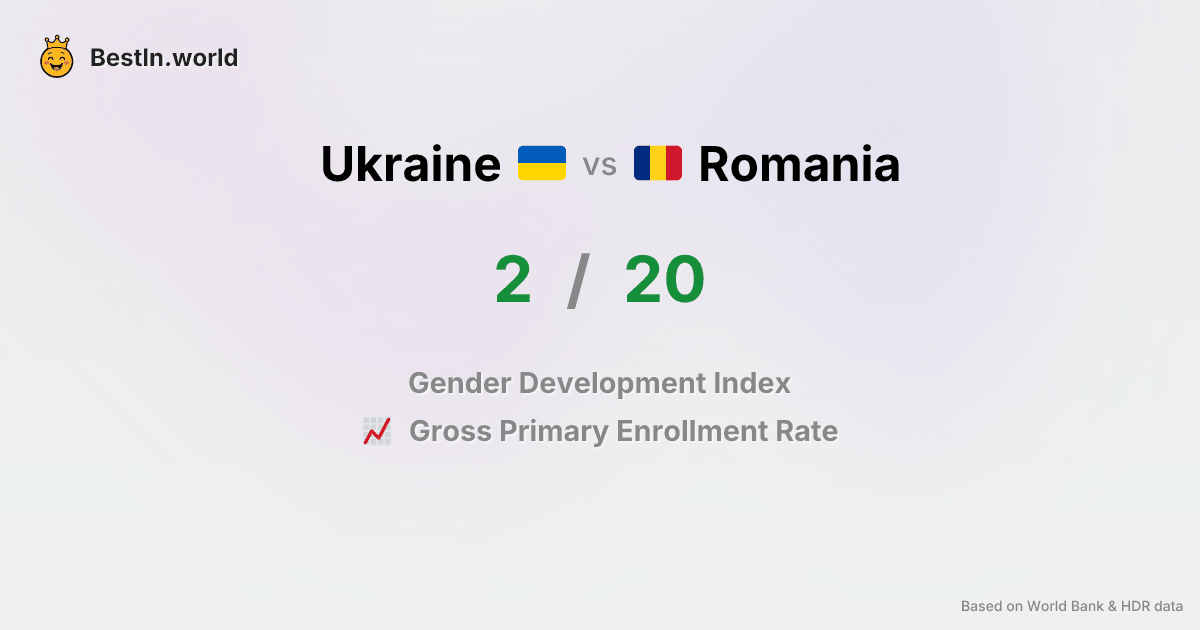 BestIn.world
Ukraine vs Romania
2 / 20
Gender Development Index
Gross Primary Enrollment Rate
Based on World Bank & HDR data